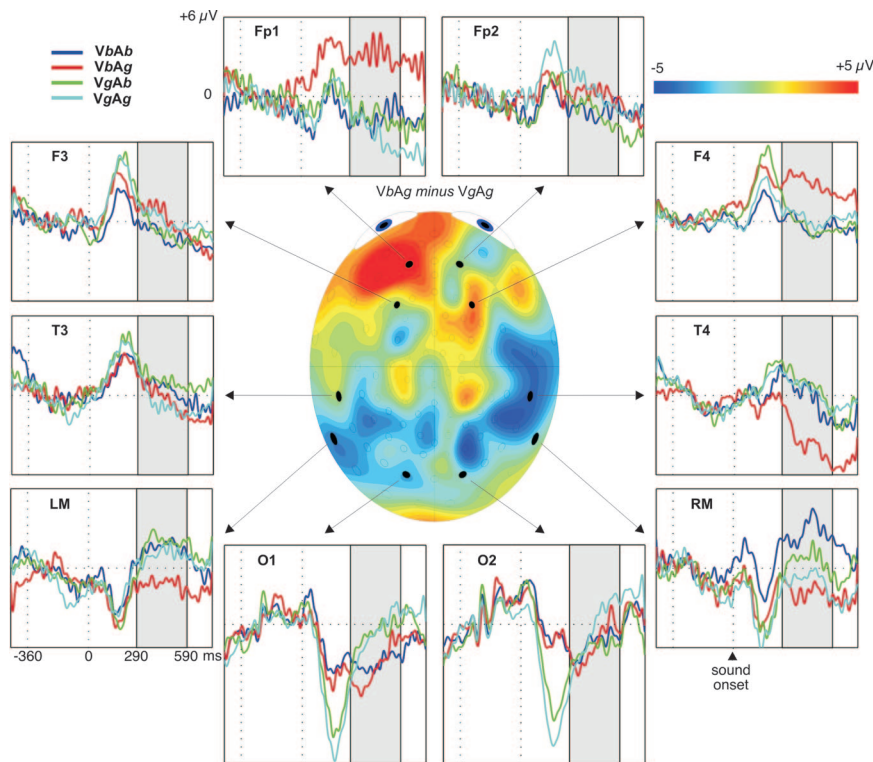 +6 µV
Fp1
Fp2
VbAb
VbAg
VgAb
VgAg
0
-5
+5 µV
F3
VbAg minus VgAg
F4
T3
T4
LM
O1
O2
RM
-360
0
290
590 ms
sound
onset